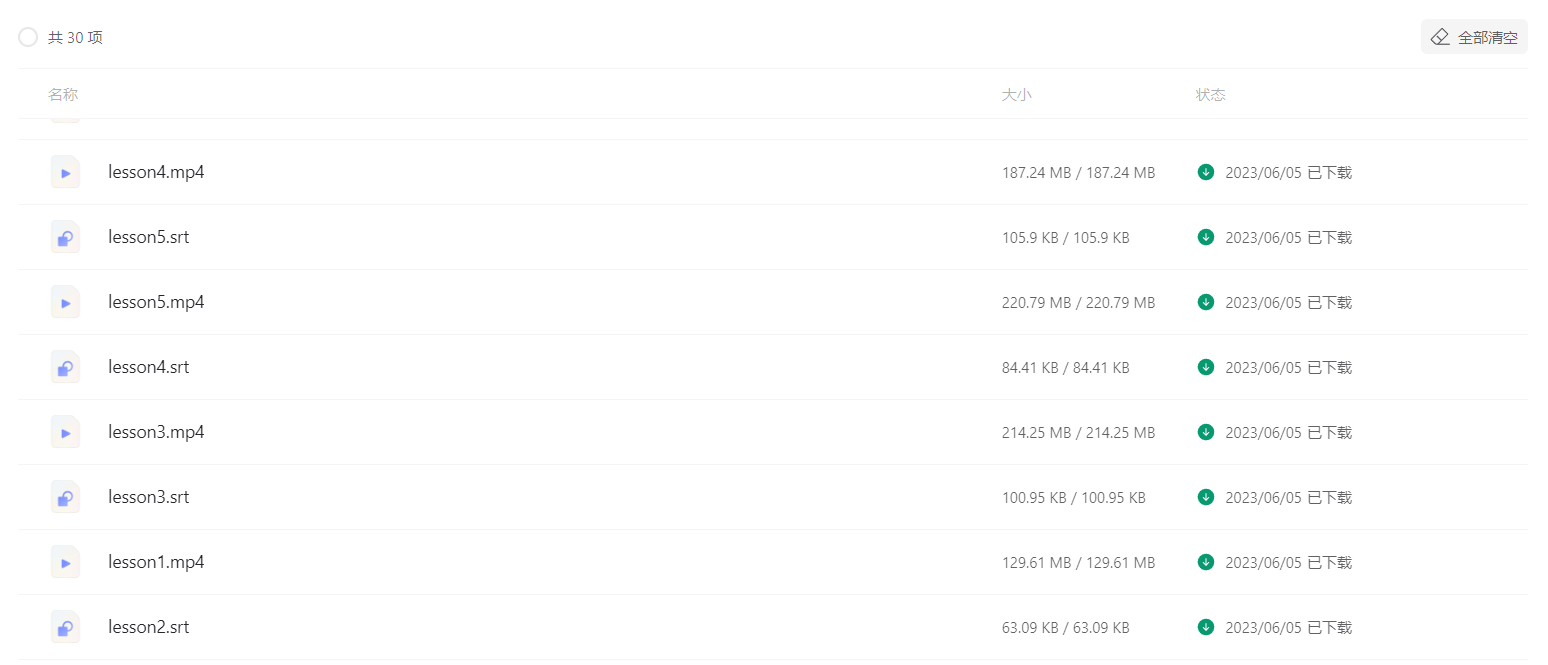 共 30 项 全部清空
名称 大小 状态
lesson4.mp4 187.24 MB / 187.24 MB 2023/06/05 已下载
lesson5.srt 105.9 KB / 105.9 KB 2023/06/05 已下载
lesson5.mp4 220.79 MB / 220.79 MB 2023/06/05 已下载
lesson4.srt 84.41 KB / 84.41 KB 2023/06/05 已下载
lesson3.mp4 214.25 MB / 214.25 MB 2023/06/05 已下载
lesson3.srt 100.95 KB / 100.95 KB 2023/06/05 已下载
lesson1.mp4 129.61 MB / 129.61 MB 2023/06/05 已下载
lesson2.srt 63.09 KB / 63.09 KB 2023/06/05 已下载